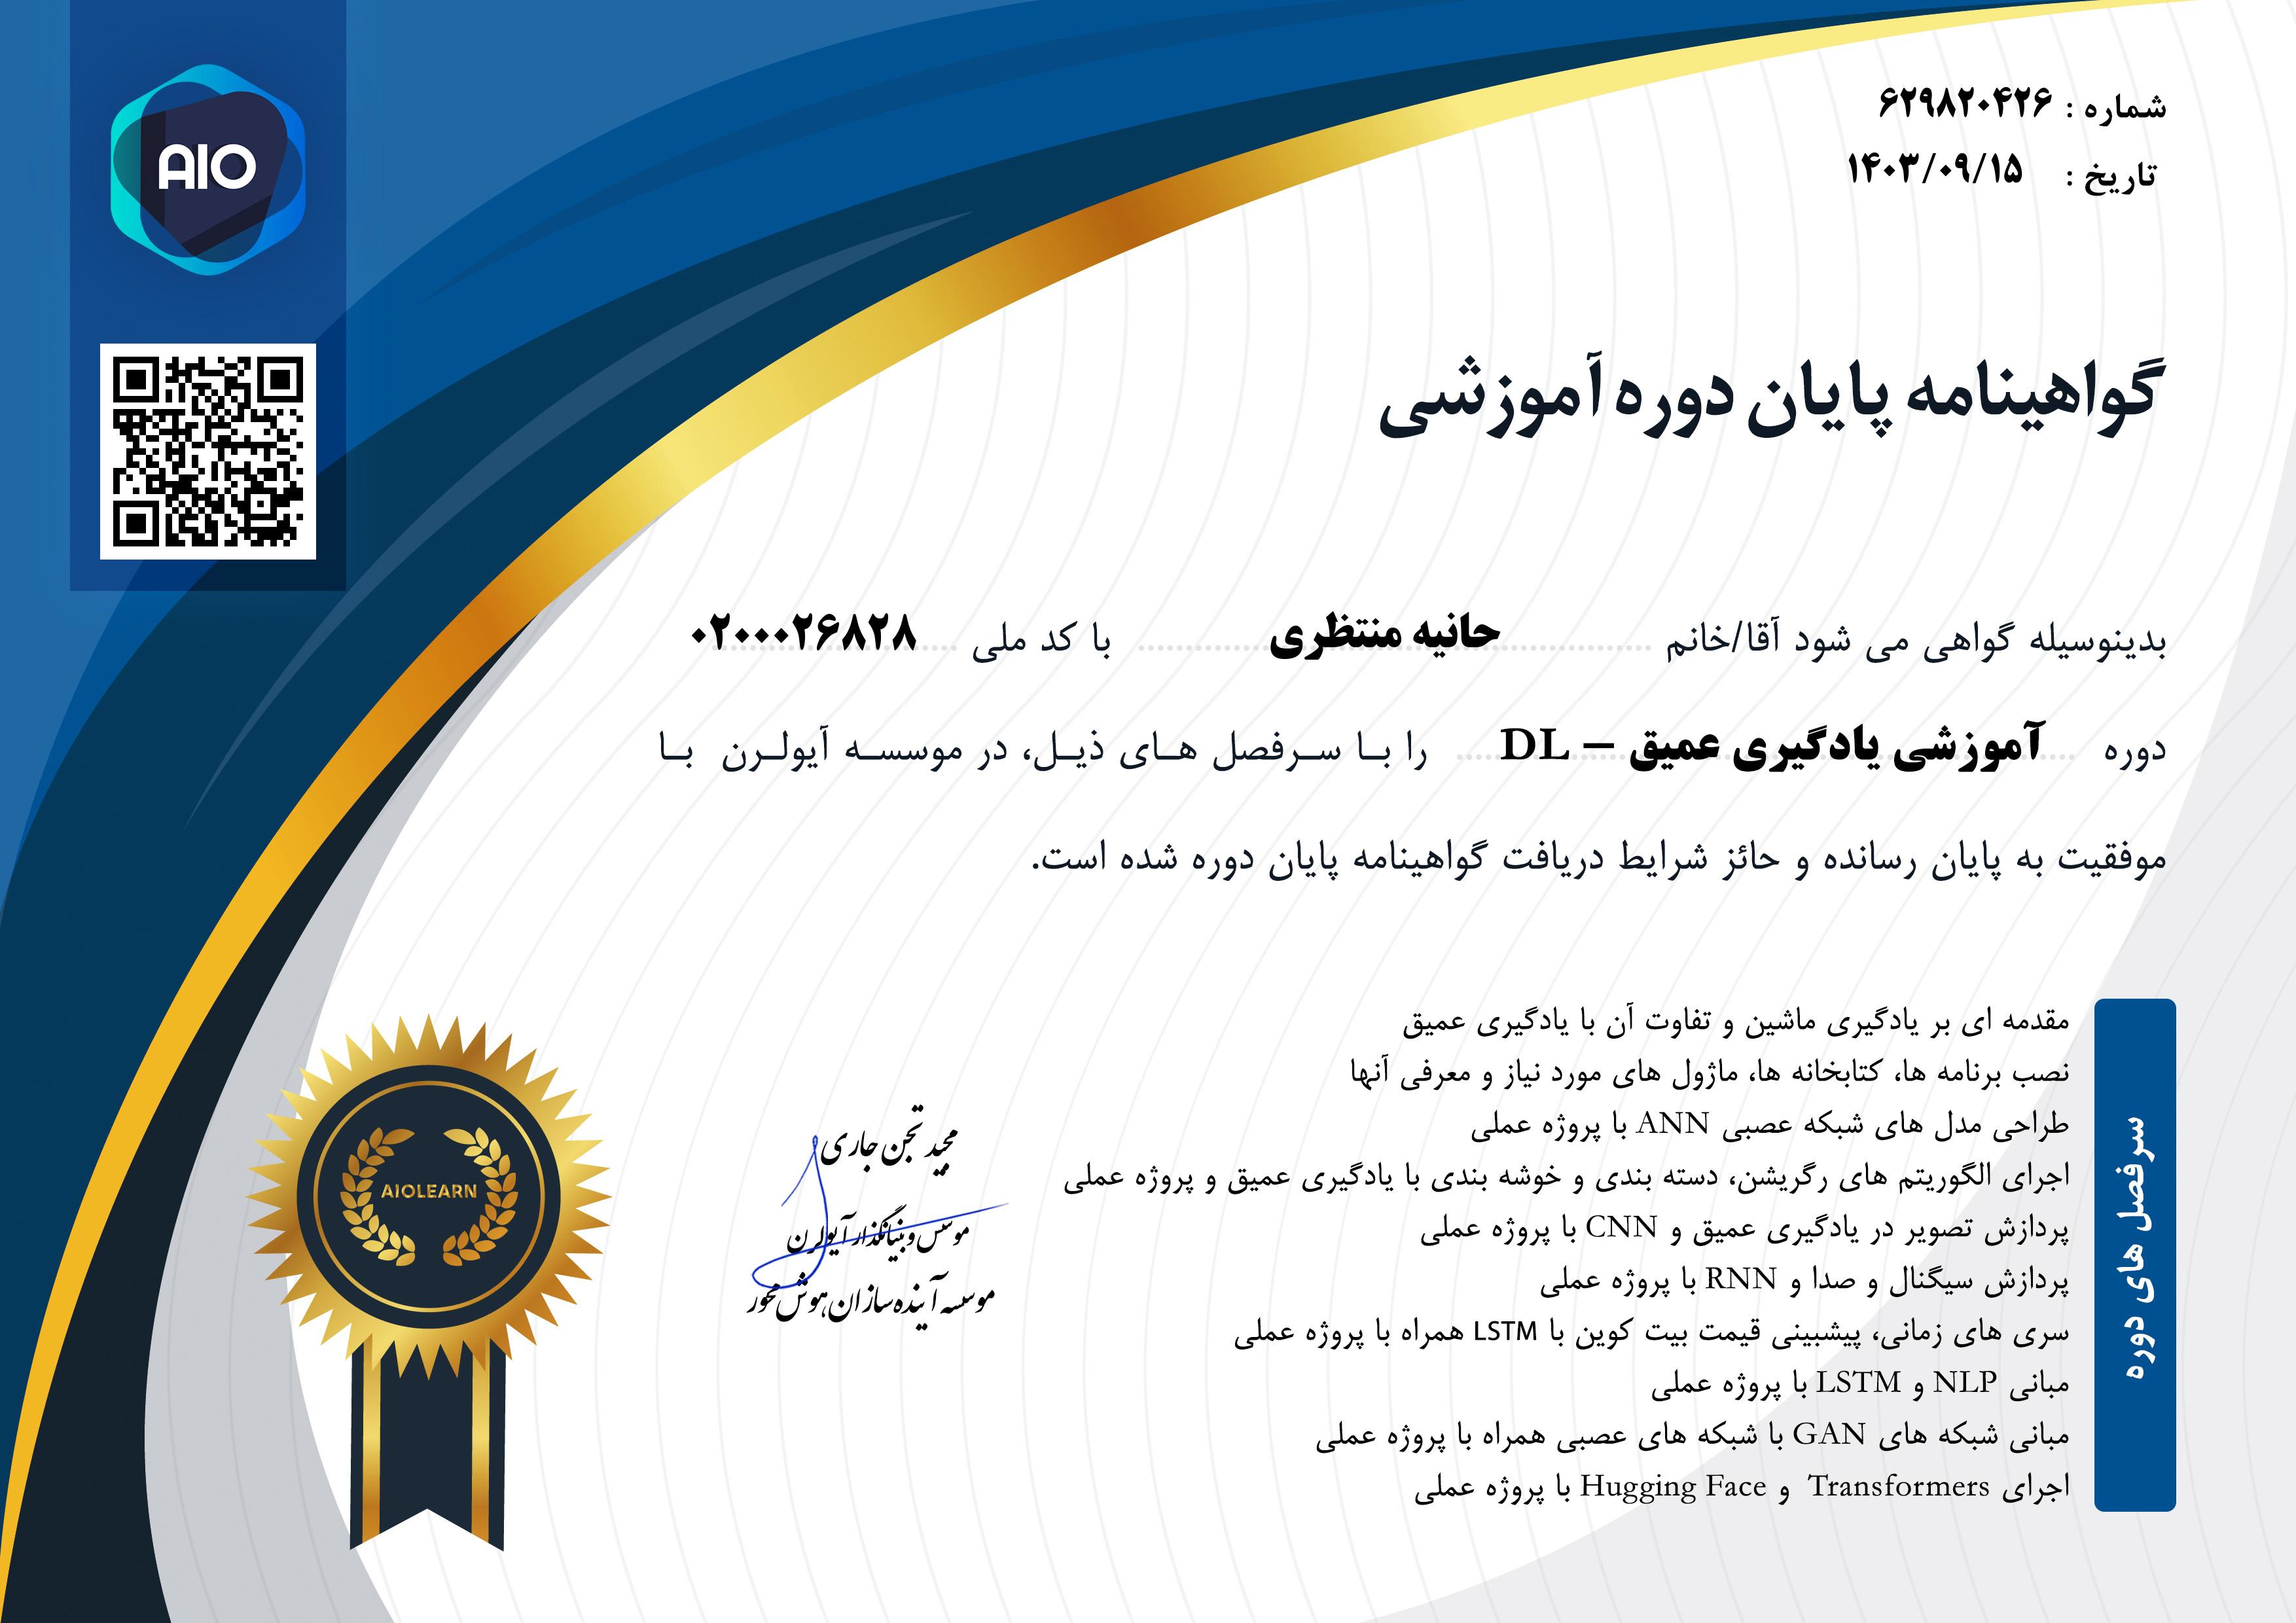 AIO
شماره : ۶۲۹۸۲۰۴۲۶
تاریخ : ۱۴۰۳/۰۹/۱۵
گواهینامه پایان دوره آموزشی
بدینوسیله گواهی می شود آقا/خانم حانیه منتظری با کد ملی ۰۲۰۰۰۲۶۸۲۸
دوره آموزشی یادگیری عمیق – DL را بـا سـرفصل هـای ذیـل، در موسسـه آیولـرن بـا
موفقیت به پایان رسانده و حائز شرایط دریافت گواهینامه پایان دوره شده است.
سرفصل های دوره
مقدمه ای بر یادگیری ماشین و تفاوت آن با یادگیری عمیق
نصب برنامه ها، کتابخانه ها، ماژول های مورد نیاز و معرفی آنها
طراحی مدل های شبکه عصبی ANN با پروژه عملی
اجرای الگوریتم های رگریشن، دسته بندی و خوشه بندی با یادگیری عمیق و پروژه عملی
پردازش تصویر در یادگیری عمیق و CNN با پروژه عملی
پردازش سیگنال و صدا و RNN با پروژه عملی
سری های زمانی، پیشبینی قیمت بیت کوین با LSTM همراه با پروژه عملی
مبانی NLP و LSTM با پروژه عملی
مبانی شبکه های GAN با شبکه های عصبی همراه با پروژه عملی
اجرای Transformers و Hugging Face با پروژه عملی
مجید تجن جاری
موسس و بنیانگذار آیولرن
موسسه آینده سازان هوش محور
AIOLEARN